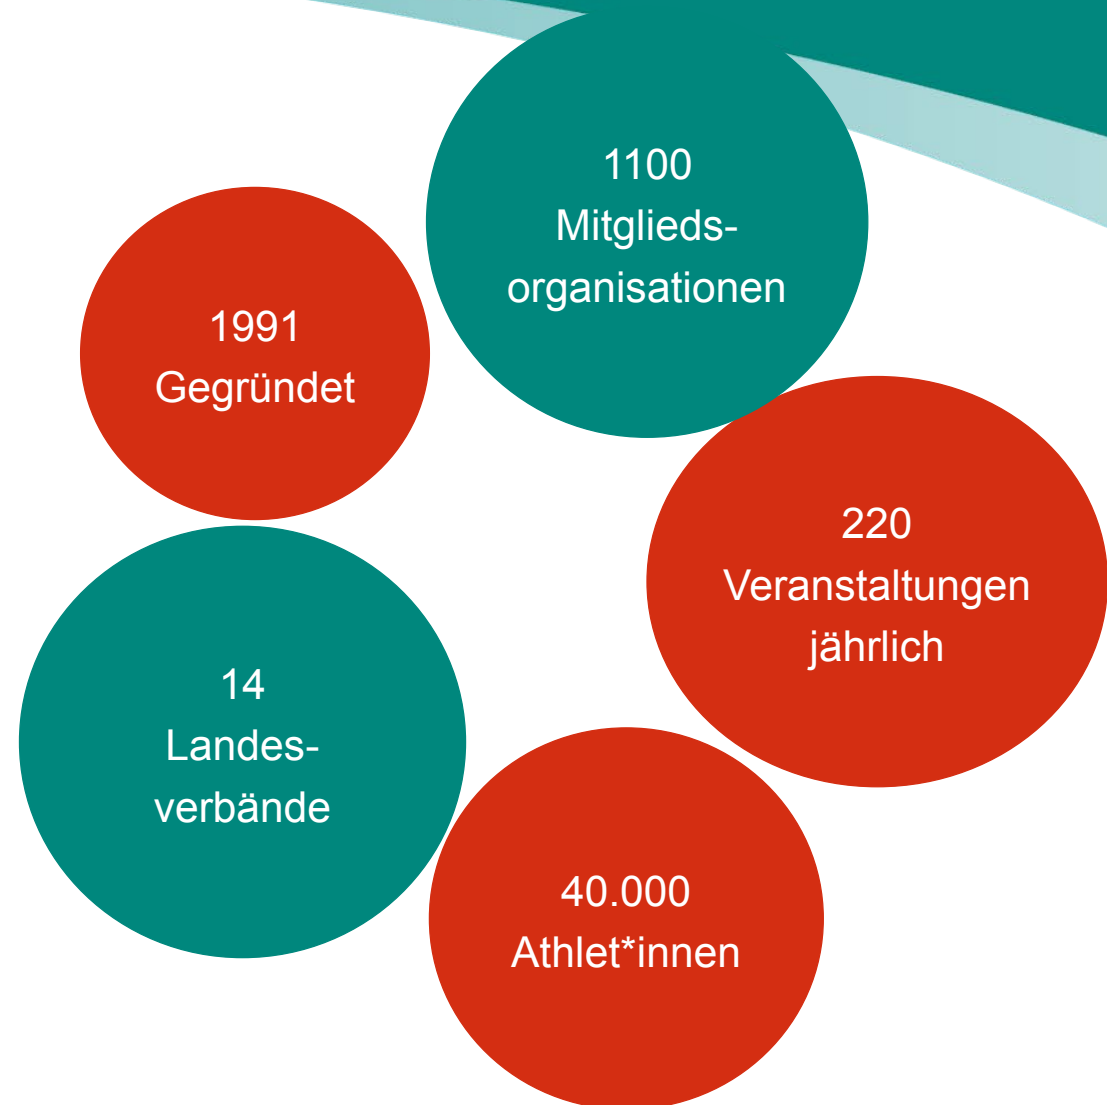 1100
Mitglieds-
organisationen
1991
Gegründet
220
Veranstaltungen
jährlich
14
Landes-
verbände
40.000
Athlet*innen